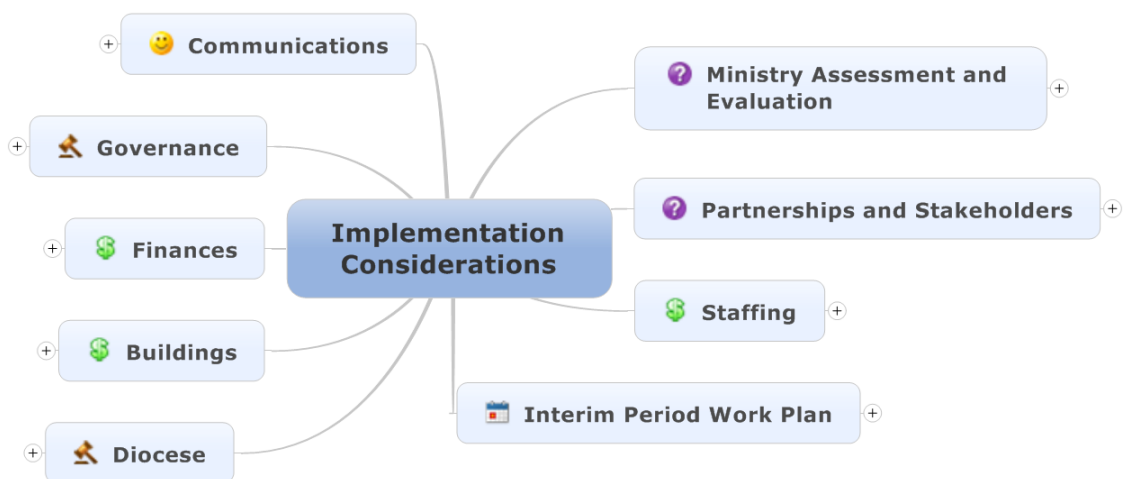 Communications
Governance
Finances
Buildings
Diocese
Implementation
Considerations
Ministry Assessment and
Evaluation
Partnerships and Stakeholders
Staffing
Interim Period Work Plan